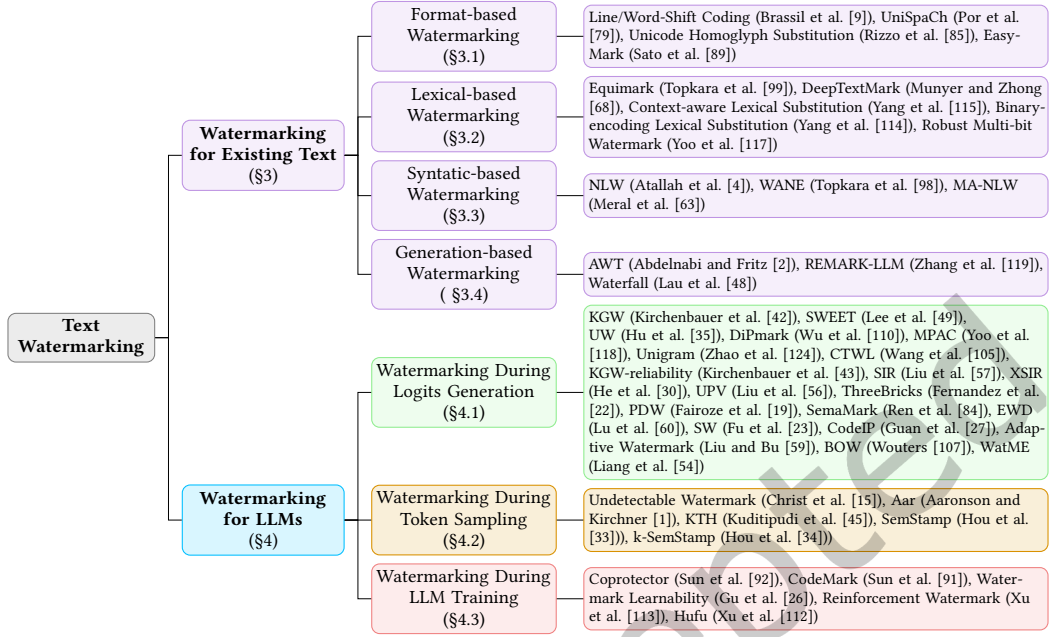 Text
Watermarking
Watermarking
for Existing Text
(§3)
Format-based
Watermarking
(§3.1)
Line/Word-Shift Coding (Brassil et al. [9]), UniSpaCh (Por et al.
[79]), Unicode Homoglyph Substitution (Rizzo et al. [85]), Easy-
Mark (Sato et al. [89])
Lexical-based
Watermarking
(§3.2)
Equimark (Topkara et al. [99]), DeepTextMark (Munyer and Zhong
[68]), Context-aware Lexical Substitution (Yang et al. [115]), Binary-
encoding Lexical Substitution (Yang et al. [114]), Robust Multi-bit
Watermark (Yoo et al. [117])
Syntatic-based
Watermarking
(§3.3)
NLW (Atallah et al. [4]), WANE (Topkara et al. [98]), MA-NLW
(Meral et al. [63])
Generation-based
Watermarking
( §3.4)
AWT (Abdelnabi and Fritz [2]), REMARK-LLM (Zhang et al. [119]),
Waterfall (Lau et al. [48])
Watermarking
for LLMs
(§4)
Watermarking During
Logits Generation
(§4.1)
KGW (Kirchenbauer et al. [42]), SWEET (Lee et al. [49]),
UW (Hu et al. [35]), DiPmark (Wu et al. [110]), MPAC (Yoo et al.
[118]), Unigram (Zhao et al. [124]), CTWL (Wang et al. [105]),
KGW-reliability (Kirchenbauer et al. [43]), SIR (Liu et al. [57]), XSIR
(He et al. [30]), UPV (Liu et al. [56]), ThreeBricks (Fernandez et al.
[22]), PDW (Fairoze et al. [19]), SemaMark (Ren et al. [84]), EWD
(Lu et al. [60]), SW (Fu et al. [23]), CodeIP (Guan et al. [27]), Adap-
tive Watermark (Liu and Bu [59]), BOW (Wouters [107]), WatME
(Liang et al. [54])
Watermarking During
Token Sampling
(§4.2)
Undetectable Watermark (Christ et al. [15]), Aar (Aaronson and
Kirchner [1]), KTH (Kuditipudi et al. [45]), SemStamp (Hou et al.
[33])), k-SemStamp (Hou et al. [34]))
Watermarking During
LLM Training
(§4.3)
Coprotector (Sun et al. [92]), CodeMark (Sun et al. [91]), Water-
mark Learnability (Gu et al. [26]), Reinforcement Watermark (Xu
et al. [113]), Hufu (Xu et al. [112])